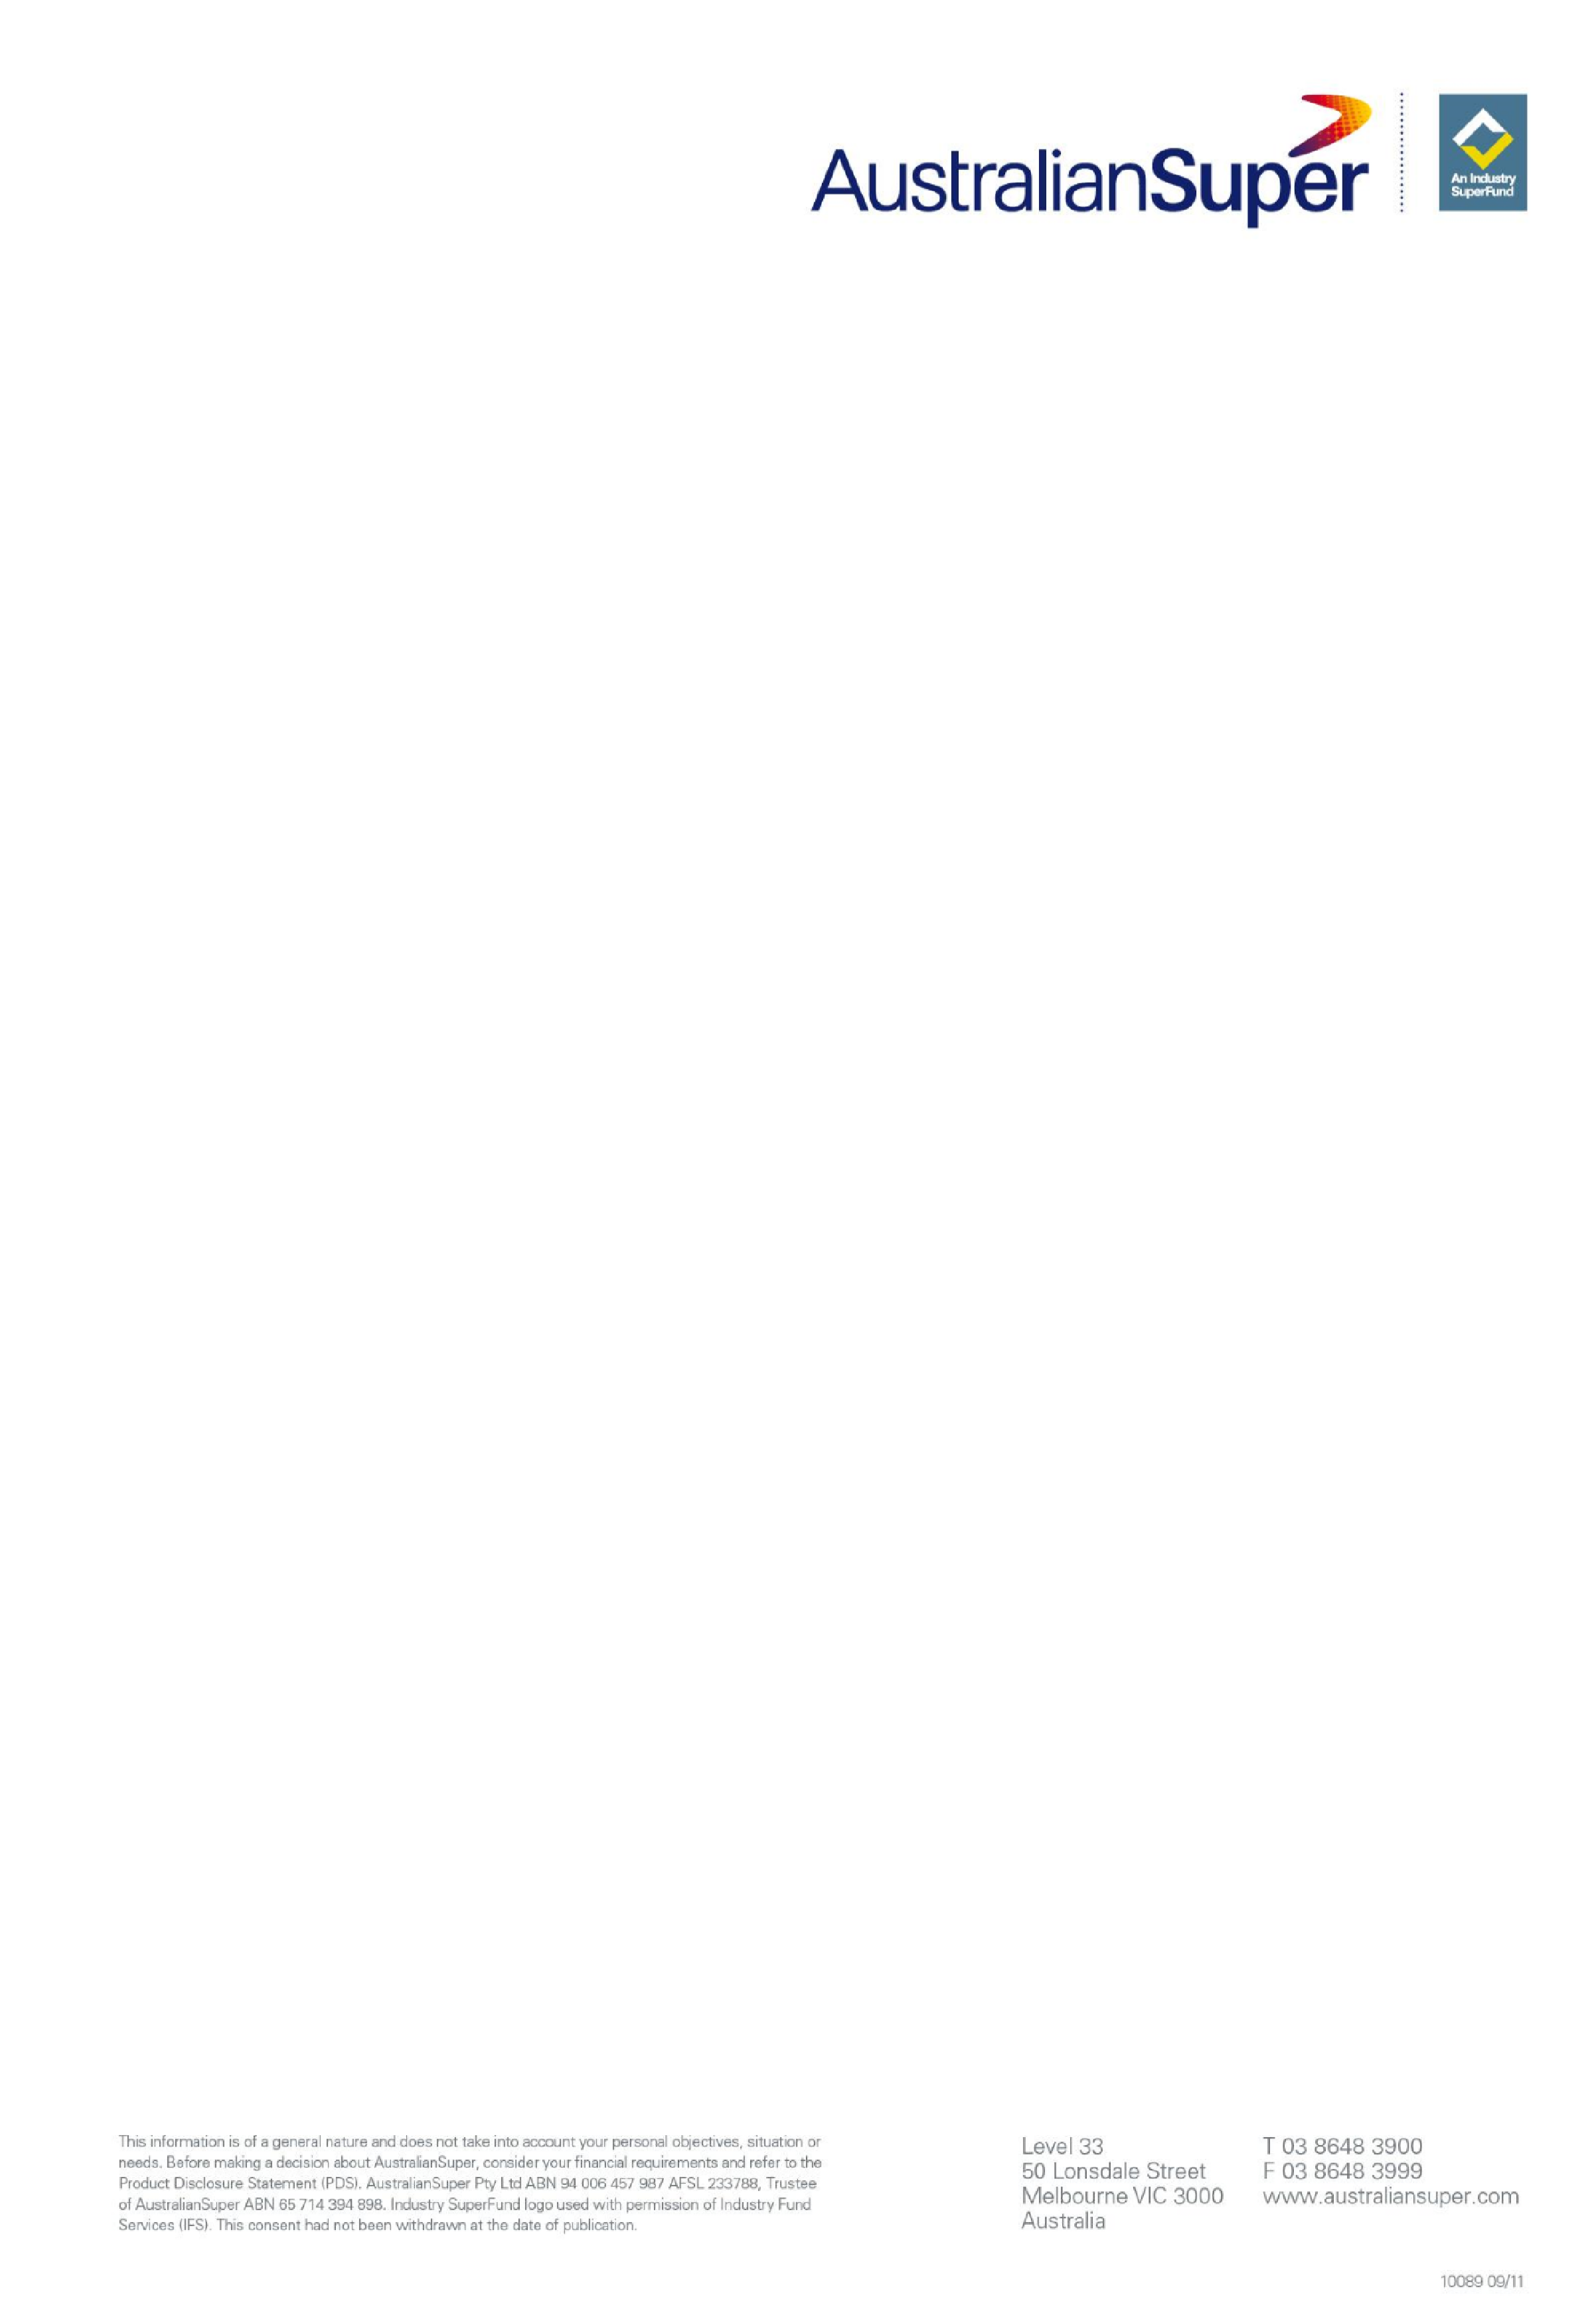 AustralianSuper
An Industry
SuperFund
This information is of a general nature and does not take into account your personal objectives, situation or
needs. Before making a decision about AustralianSuper, consider your financial requirements and refer to the
Product Disclosure Statement (PDS). AustralianSuper Pty Ltd ABN 94 006 457 987 AFSL 233788, Trustee
of AustralianSuper ABN 65 714 394 898. Industry SuperFund logo used with permission of Industry Fund
Services (IFS). This consent had not been withdrawn at the date of publication.
Level 33
50 Lonsdale Street
Melbourne VIC 3000
Australia
T 03 8648 3900
F 03 8648 3999
www.australiansuper.com
10089 09/11